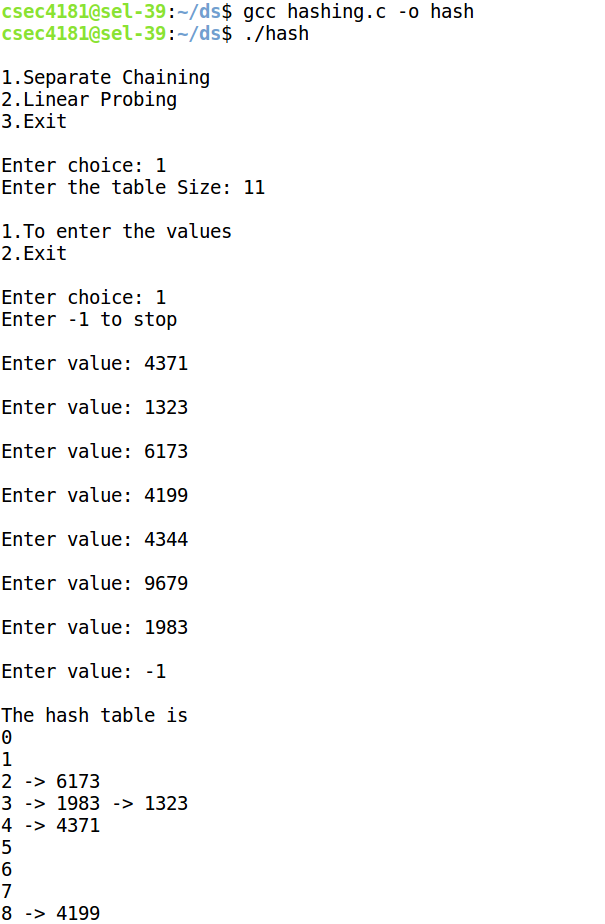 csec4181@sel-39:~/ds$ gcc hashing.c -o hash
csec4181@sel-39:~/ds$ ./hash
1.Separate Chaining
2.Linear Probing
3.Exit
Enter choice: 1
Enter the table Size: 11
1.To enter the values
2.Exit
Enter choice: 1
Enter -1 to stop
Enter value: 4371
Enter value: 1323
Enter value: 6173
Enter value: 4199
Enter value: 4344
Enter value: 9679
Enter value: 1983
Enter value: -1
The hash table is
0
1
2 -> 6173
3 -> 1983 -> 1323
4 -> 4371
5
6
7
8 -> 4199